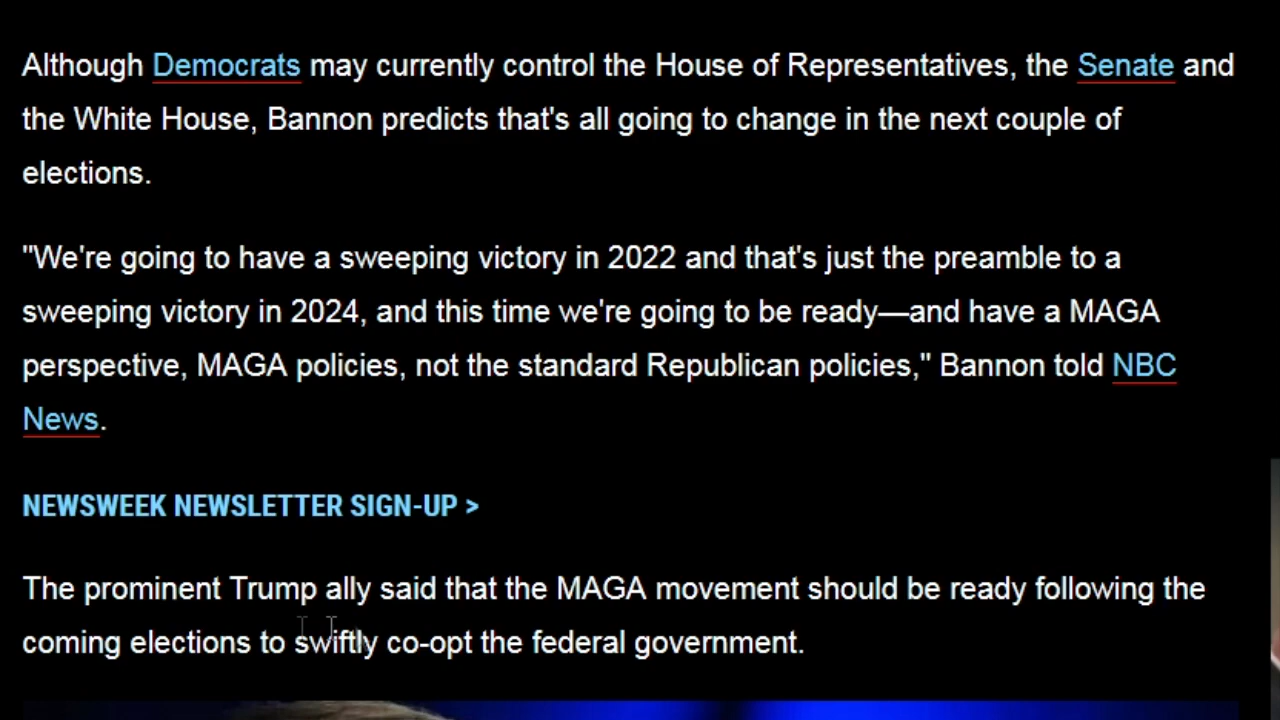 Although Democrats may currently control the House of Representatives, the Senate and
the White House, Bannon predicts that's all going to change in the next couple of
elections.
"We're going to have a sweeping victory in 2022 and that's just the preamble to a
sweeping victory in 2024, and this time we're going to be ready—and have a MAGA
perspective, MAGA policies, not the standard Republican policies," Bannon told NBC
News.
NEWSWEEK NEWSLETTER SIGN-UP >
The prominent Trump ally said that the MAGA movement should be ready following the
coming elections to swiftly co-opt the federal government.